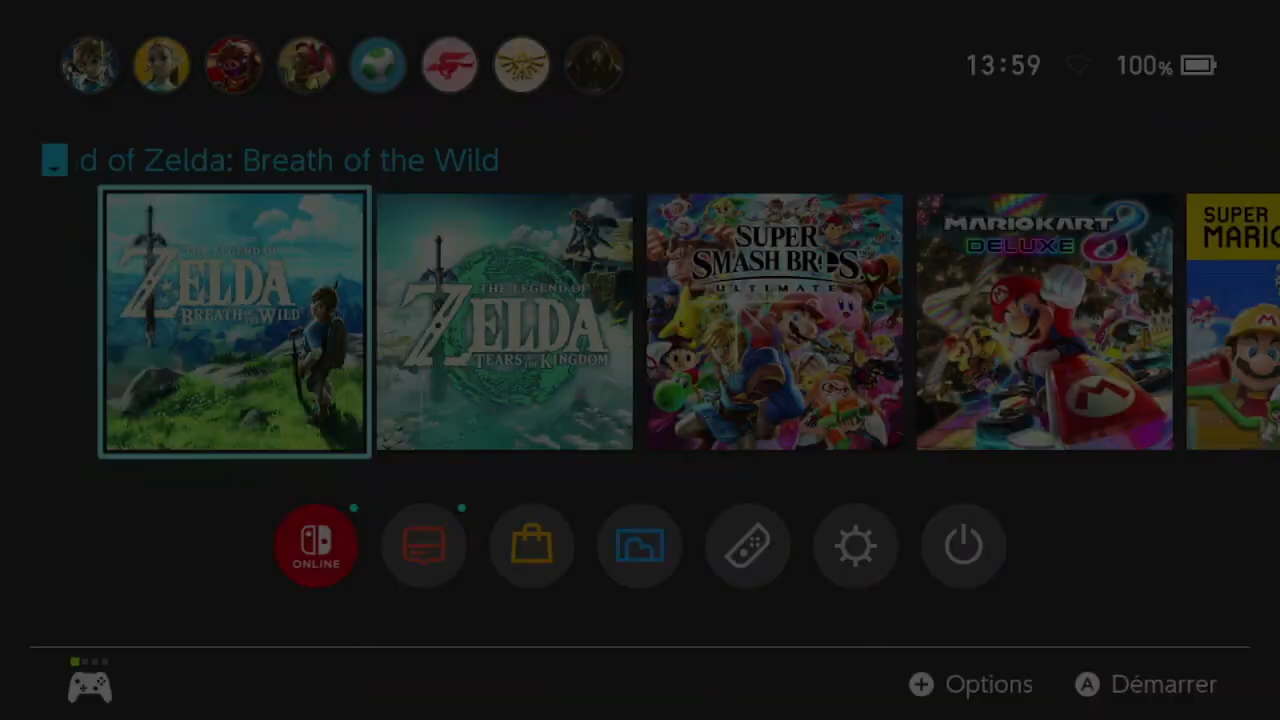 13:59 100%
d of Zelda: Breath of the Wild
THE LEGEND OF
ZELDA
BREATH OF THE WILD
THE LEGEND OF
ZELDA
TEARS OF THE KINGDOM
SUPER
SMASH BROS.
ULTIMATE
MARIOKART 8
DELUXE
SUPER
MARIO
ONLINE
Options
Démarrer